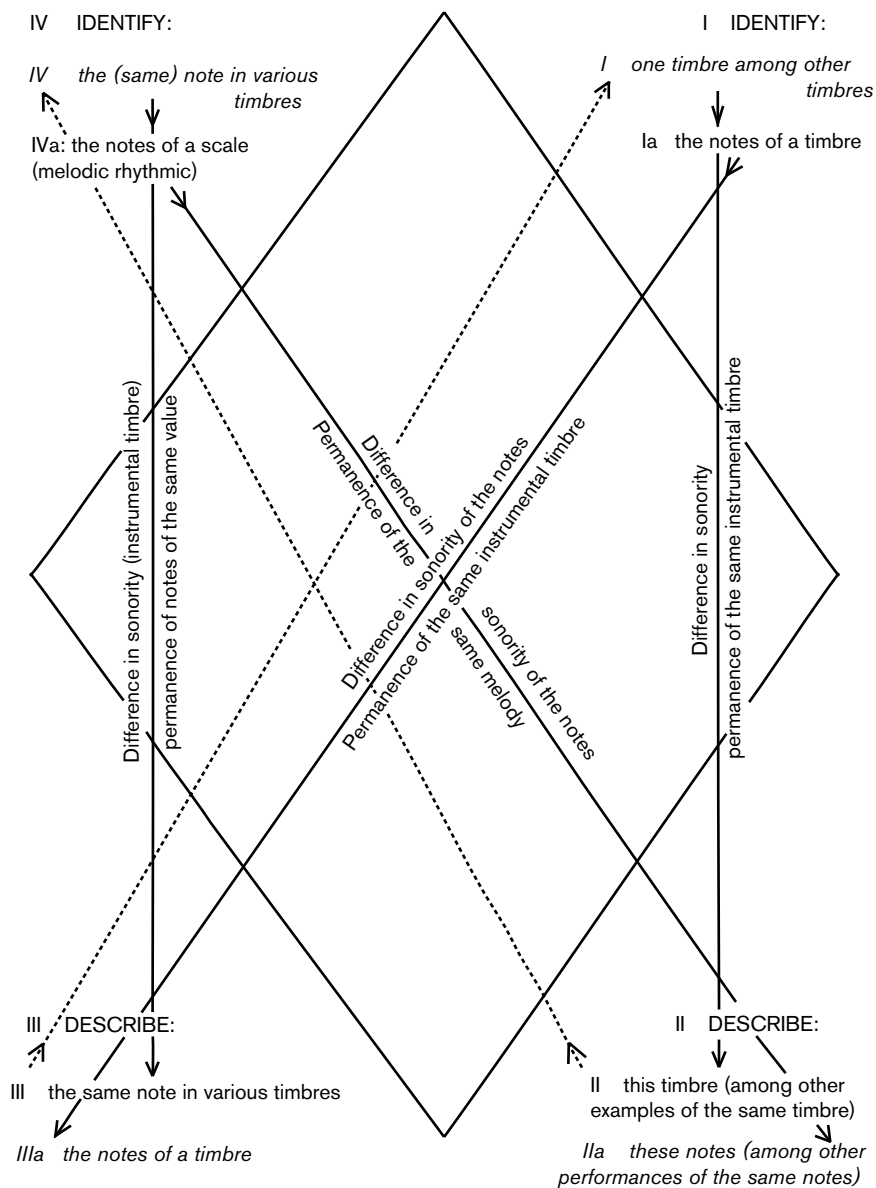 IV IDENTIFY:
IV the (same) note in various
timbres
IVa: the notes of a scale
(melodic rhythmic)
I IDENTIFY:
I one timbre among other
timbres
Ia the notes of a timbre
Difference in sonority (instrumental timbre)
permanence of notes of the same value
Difference in
Permanence of the
sonority of the notes
same melody
Difference in sonority of the notes
Permanence of the same instrumental timbre
Difference in sonority
permanence of the same instrumental timbre
III DESCRIBE:
III the same note in various timbres
IIIa the notes of a timbre
II DESCRIBE:
II this timbre (among other
examples of the same timbre)
IIa these notes (among other
performances of the same notes)